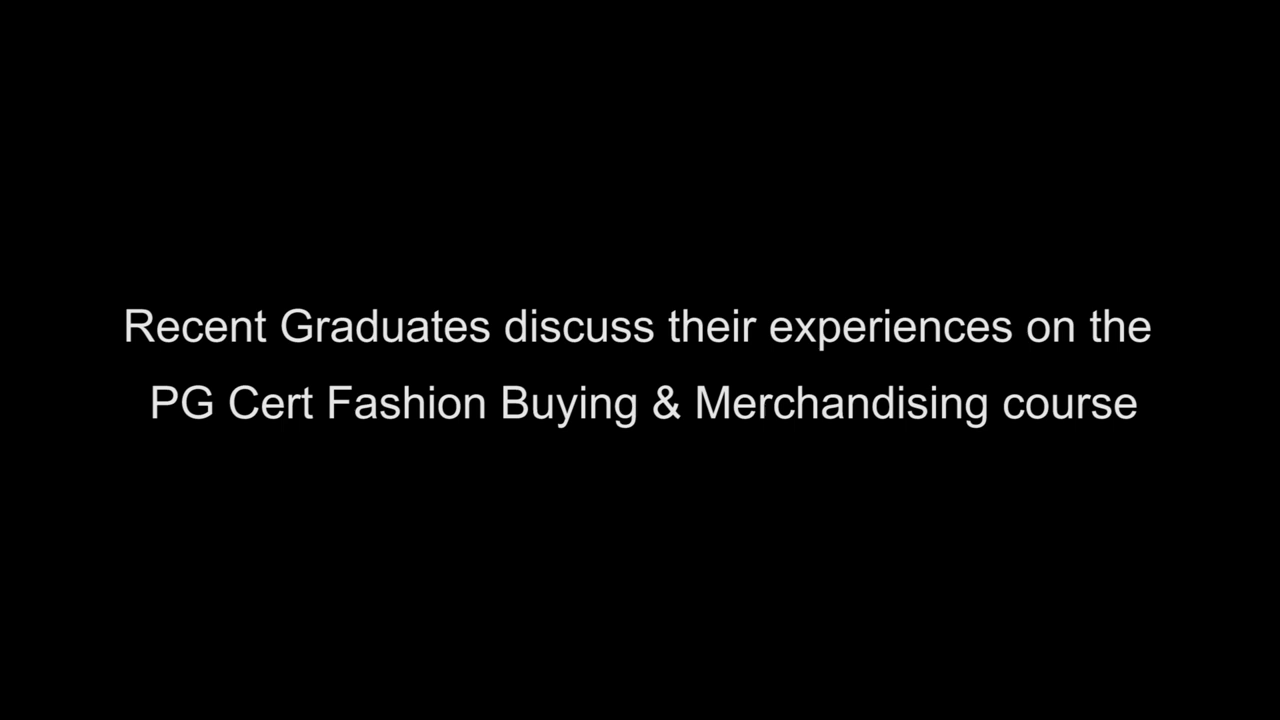 Recent Graduates discuss their experiences on the
PG Cert Fashion Buying & Merchandising course